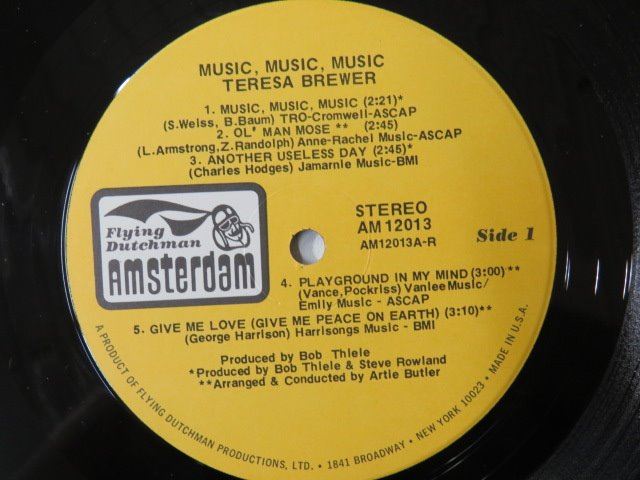 MUSIC, MUSIC, MUSIC
TERESA BREWER
1. MUSIC, MUSIC, MUSIC (2:21)*
(S.Weiss, B.Baum) TRO-Cromwell-ASCAP
2. OL' MAN MOSE ** (2:45)
(L.Armstrong,Z.Randolph) Anne-Rachel Music-ASCAP
3. ANOTHER USELESS DAY (2:45)*
(Charles Hodges) Jamarnie Music-BMI
Flying
Dutchman
Amsterdam
STEREO
AM 12013
AM12013A-R
Side 1
4. PLAYGROUND IN MY MIND (3:00)**
(Vance, Pockriss) Vanlee Music/
Emily Music - ASCAP
5. GIVE ME LOVE (GIVE ME PEACE ON EARTH) (3:10)**
(George Harrison) Harrisongs Music - BMI
Produced by Bob Thiele
*Produced by Bob Thiele & Steve Rowland
**Arranged & Conducted by Artie Butler
A PRODUCT OF FLYING DUTCHMAN PRODUCTIONS, LTD. • 1841 BROADWAY • NEW YORK 10023 • MADE IN U.S.A.